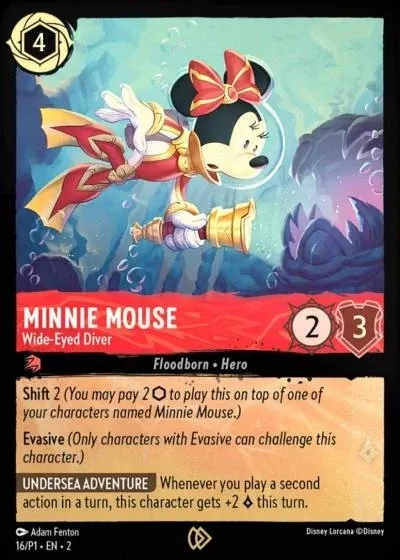 4
MINNIE MOUSE
Wide-Eyed Diver
2
3
Floodborn • Hero
Shift 2 (You may pay 2 ⬡ to play this on top of one of
your characters named Minnie Mouse.)
Evasive (Only characters with Evasive can challenge this
character.)
UNDERSEA ADVENTURE Whenever you play a second
action in a turn, this character gets +2 ◊ this turn.
Adam Fenton
16/P1 • EN • 2
Disney Lorcana ©Disney